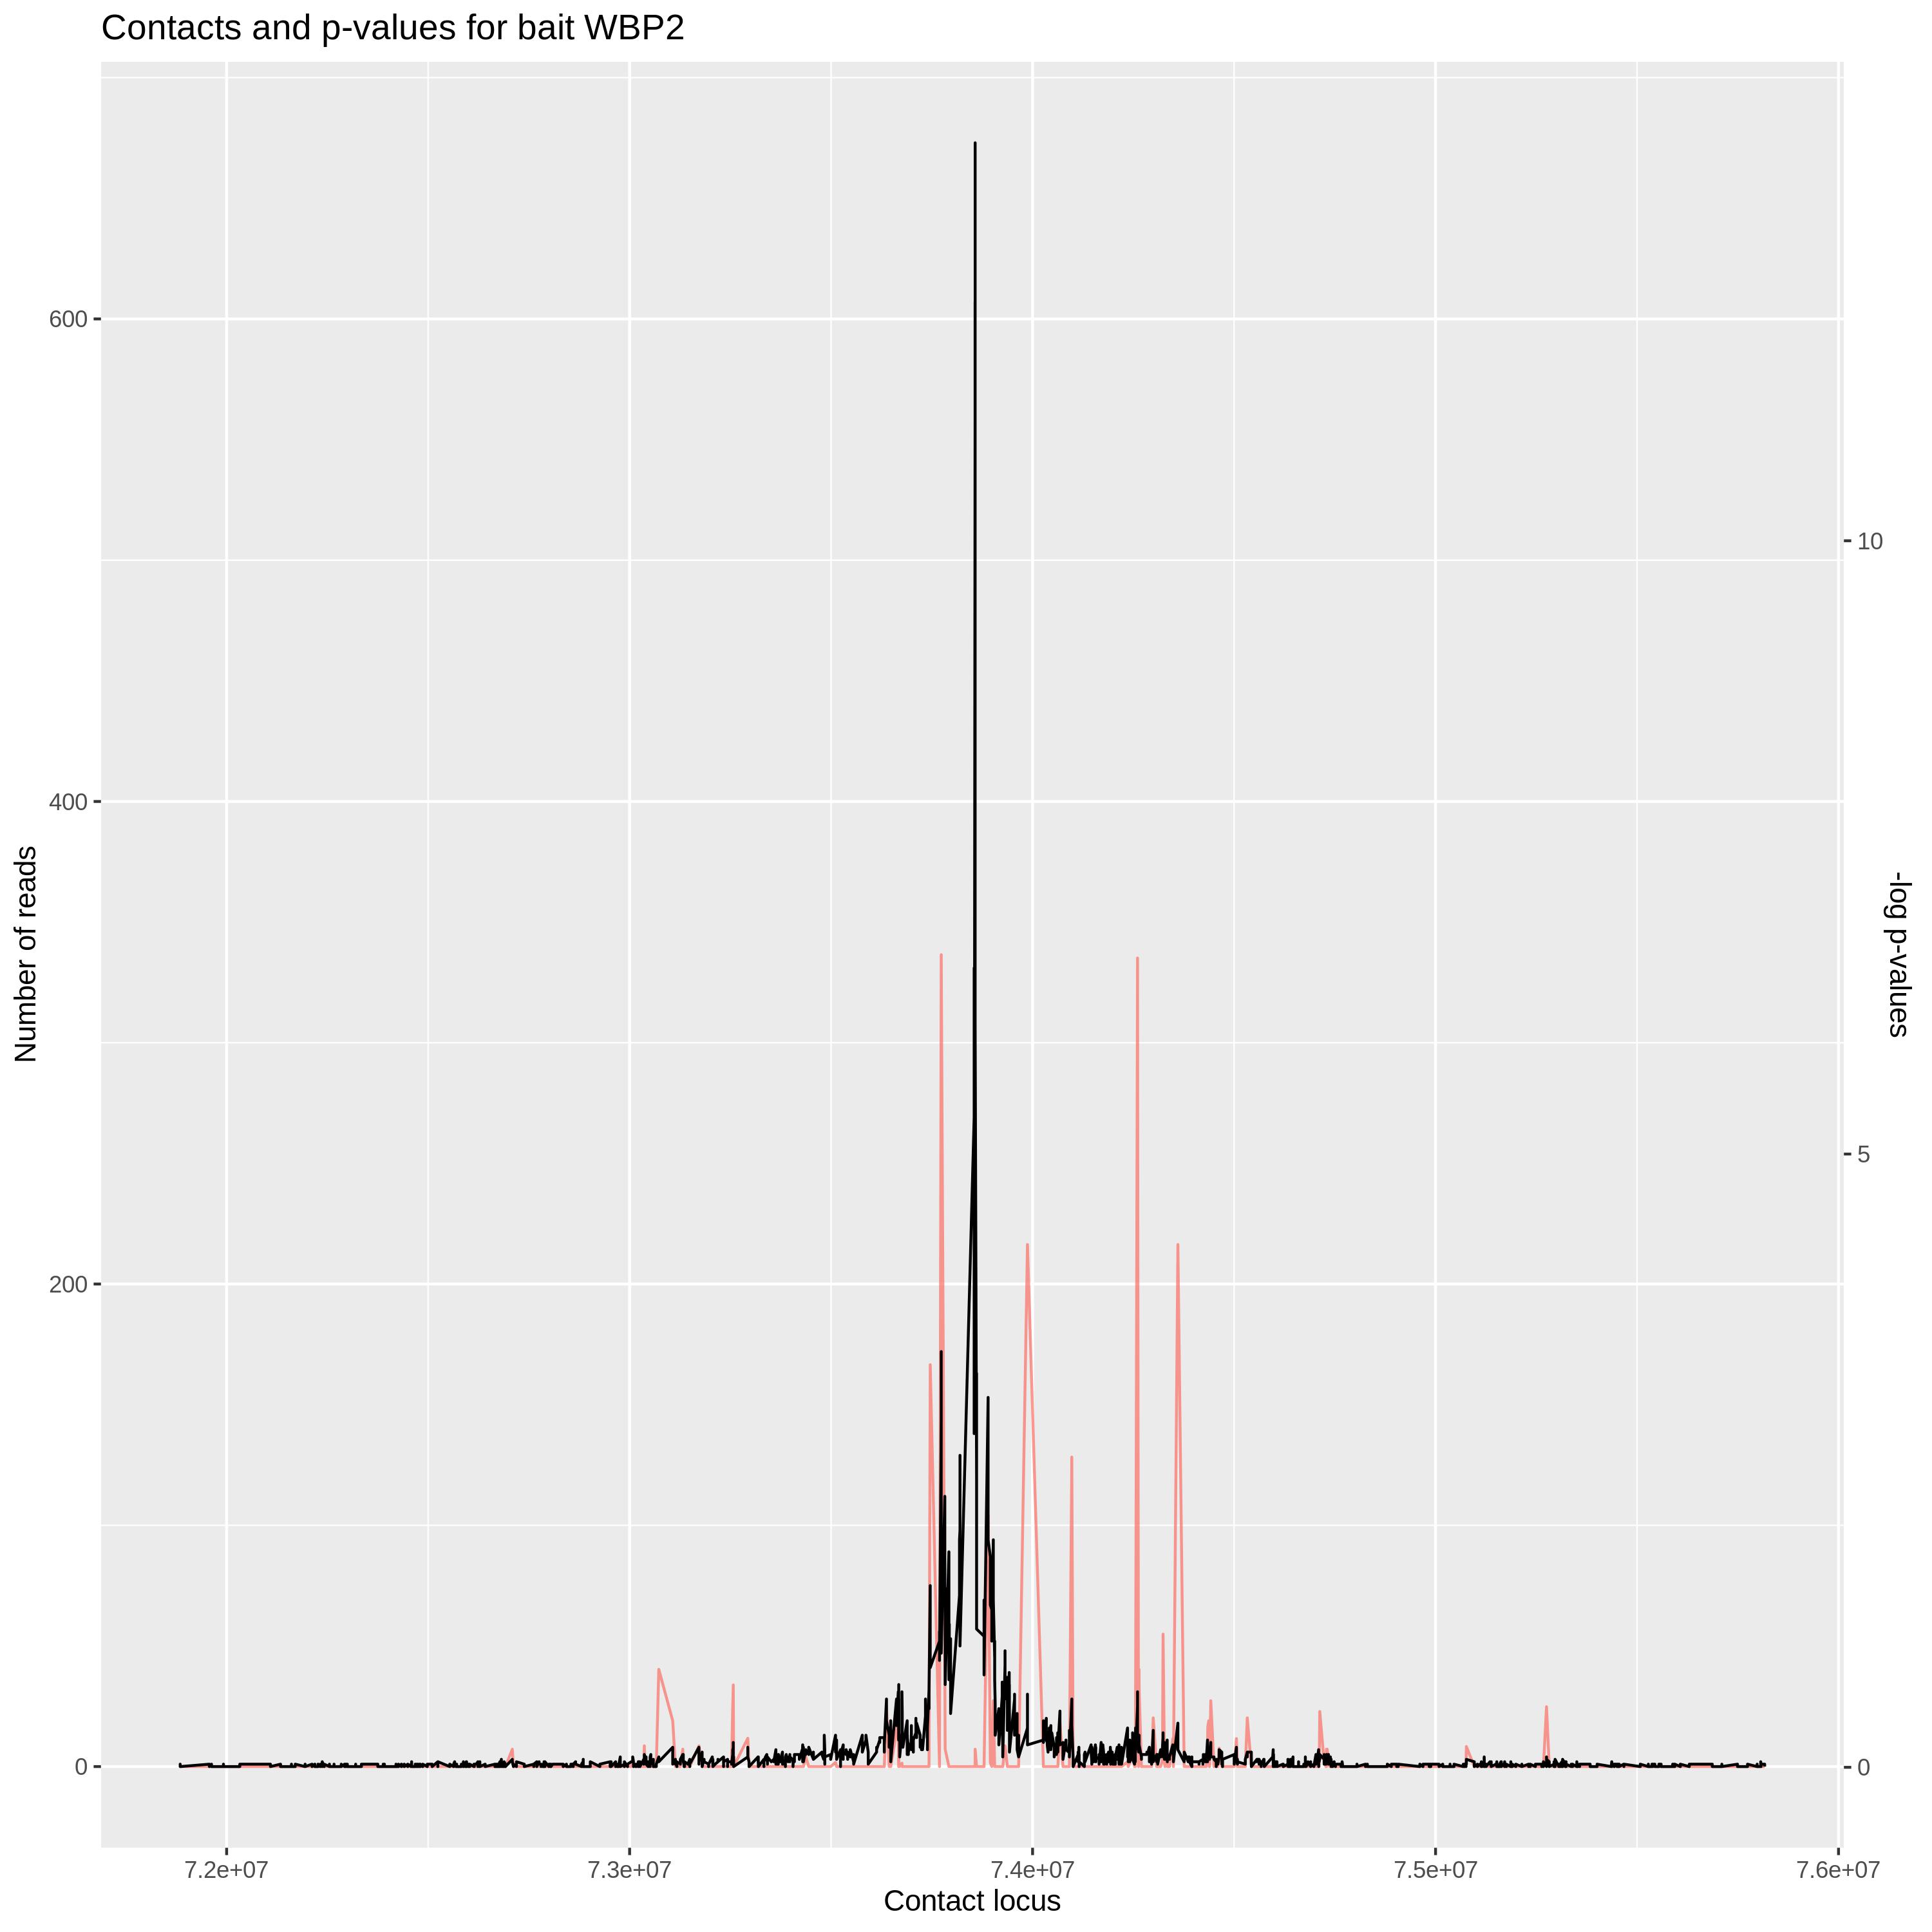 Contacts and p-values for bait WBP2
600
400
200
0
Number of reads
10
5
0
-log p-values
7.2e+07
7.3e+07
7.4e+07
7.5e+07
7.6e+07
Contact locus